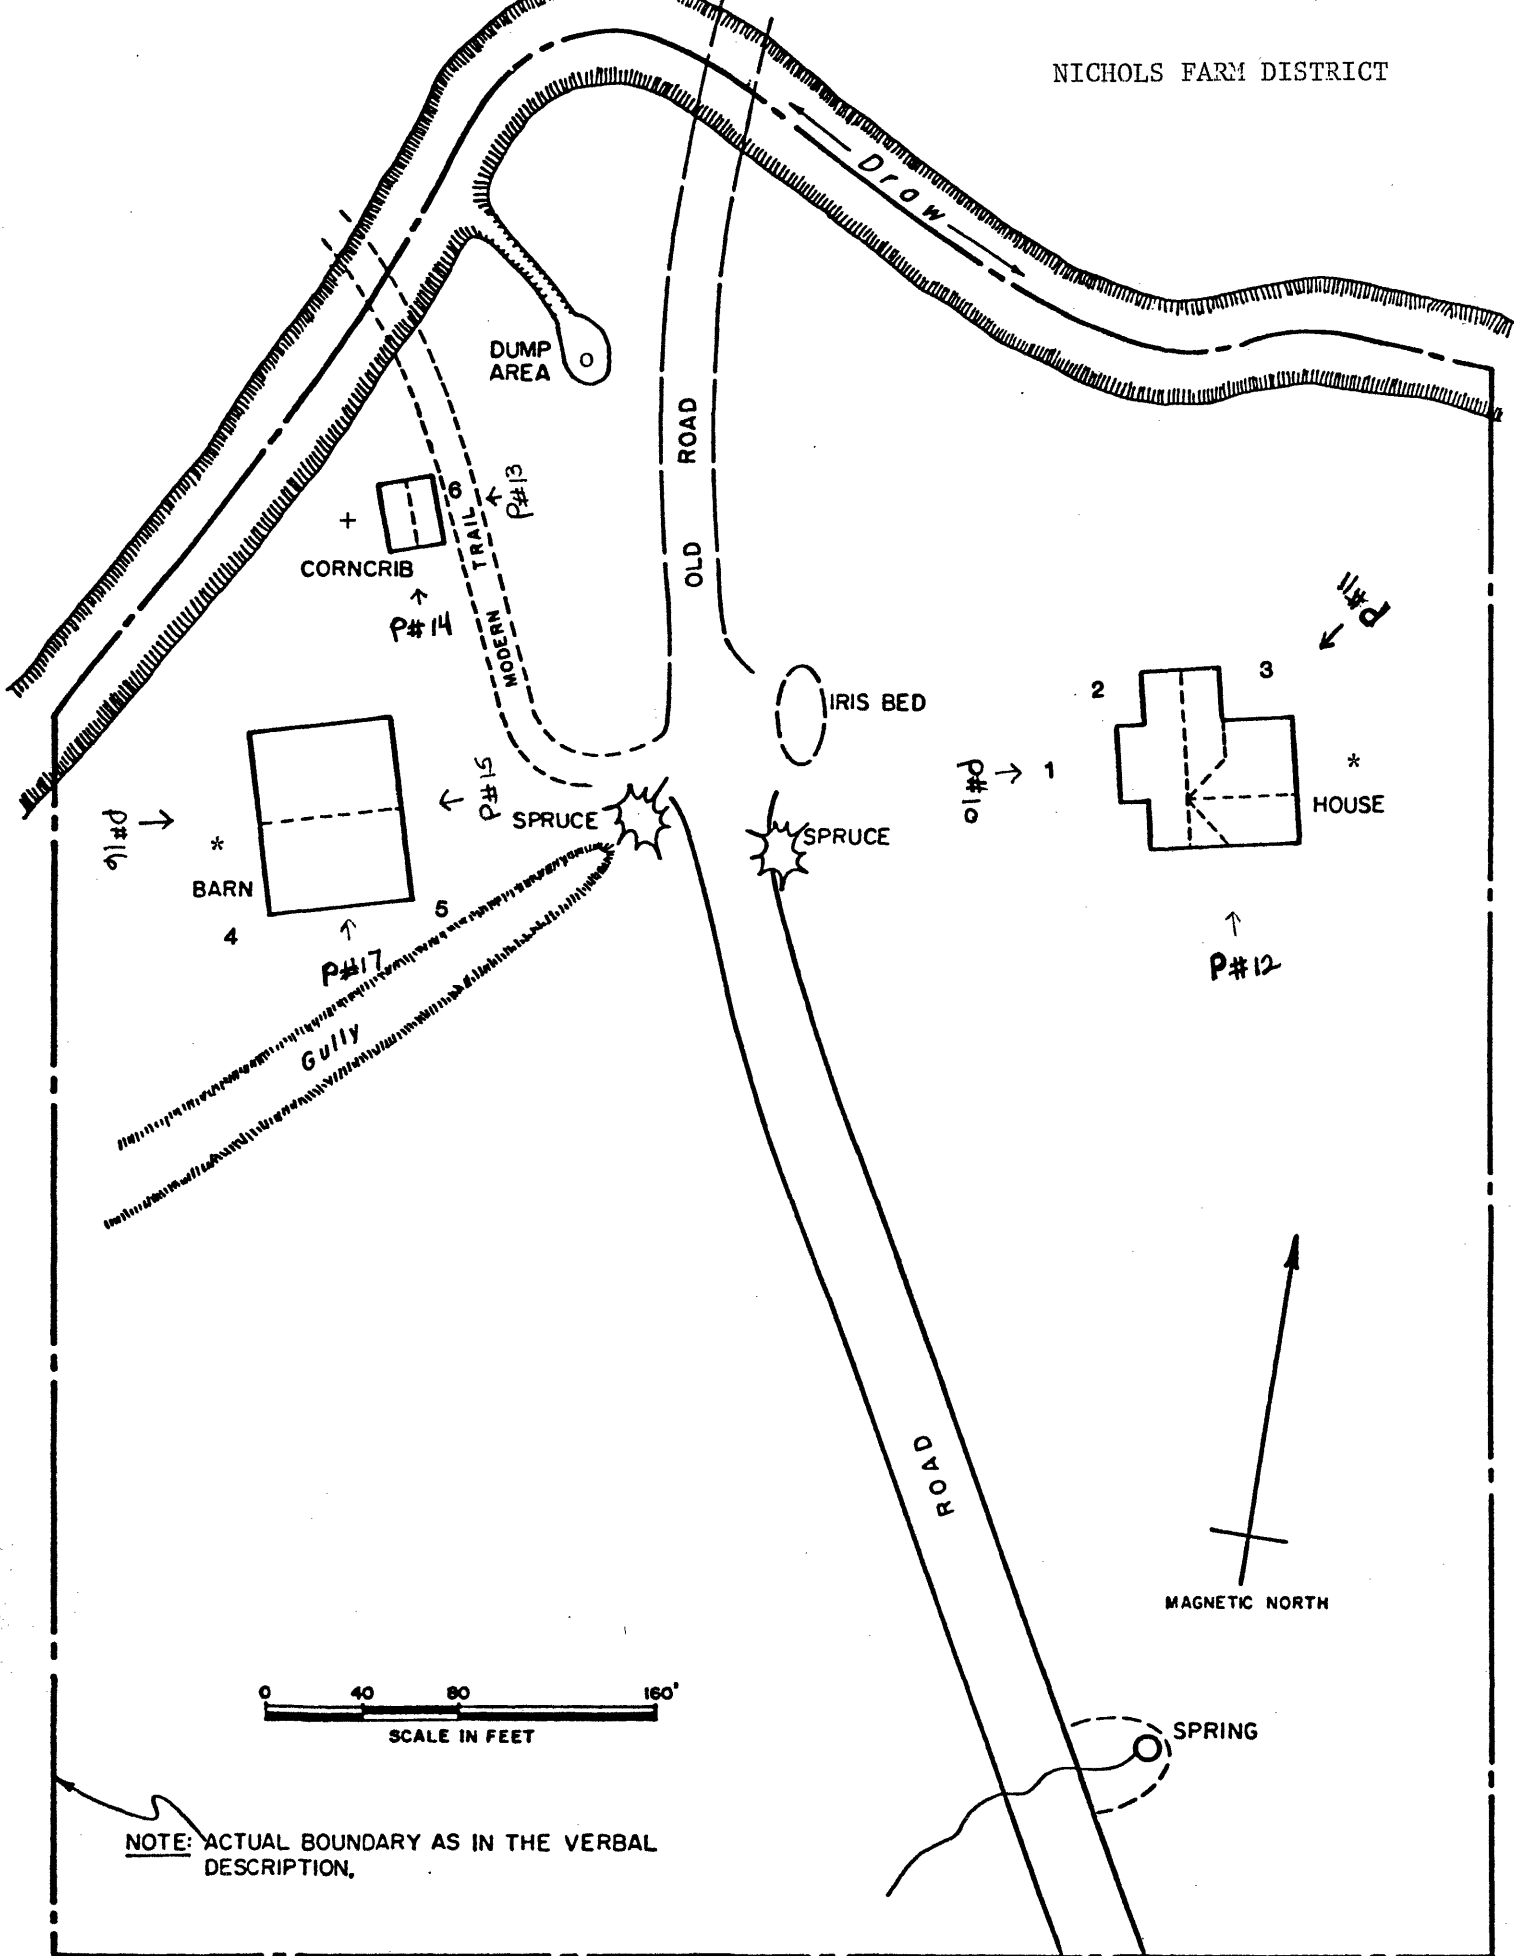 NICHOLS FARM DISTRICT
Draw
DUMP
AREA
OLD ROAD
6
P#13
MODERN TRAIL
+
CORNCRIB
P#14
P#11
2
3
IRIS BED
P#10
1
*
HOUSE
P#15
P#16
SPRUCE
SPRUCE
*
BARN
5
4
P#17
P#12
Gully
ROAD
MAGNETIC NORTH
0 40 80 160'
SCALE IN FEET
SPRING
NOTE: ACTUAL BOUNDARY AS IN THE VERBAL
DESCRIPTION.